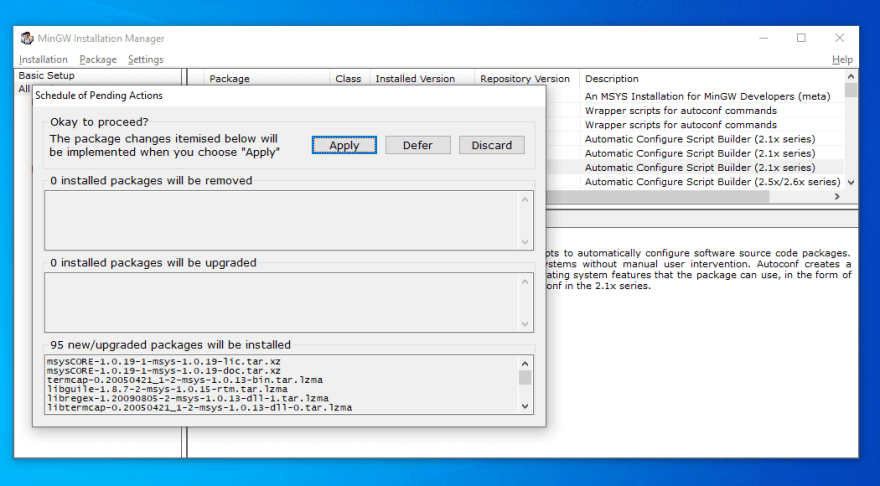 MinGW Installation Manager
Installation Package Settings Help
Basic Setup
All
Package Class Installed Version Repository Version Description
An MSYS Installation for MinGW Developers (meta)
Wrapper scripts for autoconf commands
Wrapper scripts for autoconf commands
Automatic Configure Script Builder (2.1x series)
Automatic Configure Script Builder (2.1x series)
Automatic Configure Script Builder (2.1x series)
Automatic Configure Script Builder (2.5x/2.6x series)
Schedule of Pending Actions
Okay to proceed?
The package changes itemised below will
be implemented when you choose "Apply"
Apply Defer Discard
0 installed packages will be removed
0 installed packages will be upgraded
95 new/upgraded packages will be installed
msysCORE-1.0.19-1-msys-1.0.19-lic.tar.xz
msysCORE-1.0.19-1-msys-1.0.19-doc.tar.xz
termcap-0.20050421_1-2-msys-1.0.13-bin.tar.lzma
libguile-1.8.7-2-msys-1.0.15-rtm.tar.lzma
libregex-1.20090805-2-msys-1.0.13-dll-1.tar.lzma
libtermcap-0.20050421_1-2-msys-1.0.13-dll-0.tar.lzma
to automatically configure software source code packages.
without manual user intervention. Autoconf creates a
system features that the package can use, in the form of
in the 2.1x series.